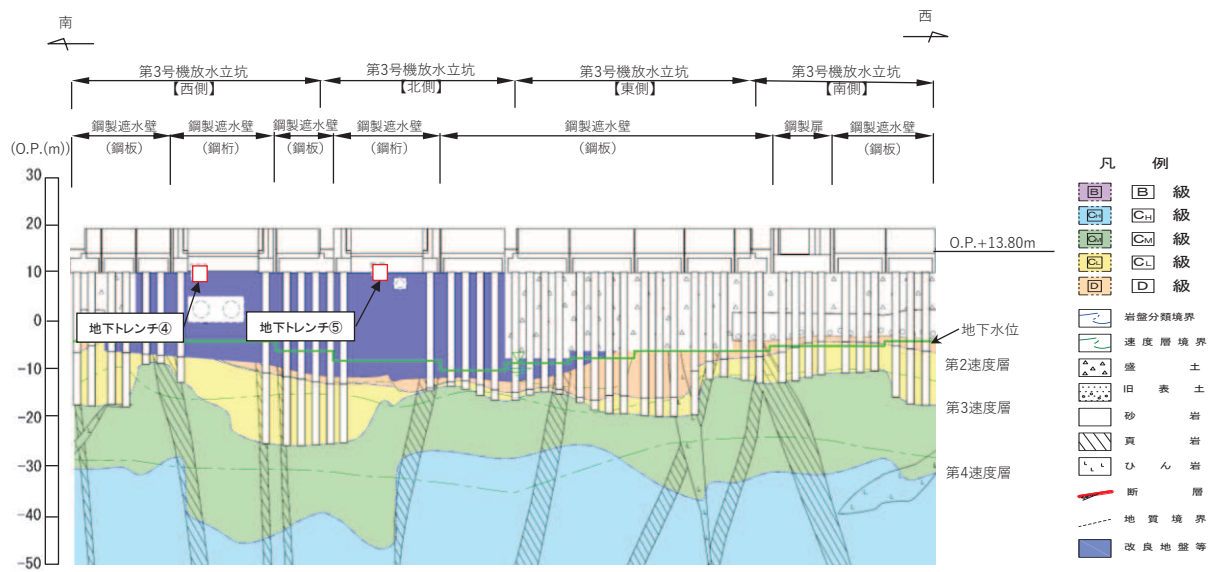 南
西
第3号機放水立坑
【西側】
第3号機放水立坑
【北側】
第3号機放水立坑
【東側】
第3号機放水立坑
【南側】
鋼製遮水壁
(鋼板)
鋼製遮水壁
(鋼桁)
鋼製遮水壁
(鋼板)
鋼製遮水壁
(鋼桁)
鋼製遮水壁
(鋼板)
鋼製扉
鋼製遮水壁
(鋼板)
(O.P.(m))
30
20
10
0
-10
-20
-30
-40
-50
O.P.+13.80m
地下トレンチ④
地下トレンチ⑤
地下水位
第2速度層
第3速度層
第4速度層
凡 例
B B 級
CH CH 級
CM CM 級
CL CL 級
D D 級
岩盤分類境界
速度層境界
盛土
旧表土
砂岩
頁岩
ひん岩
断層
地質境界
改良地盤等